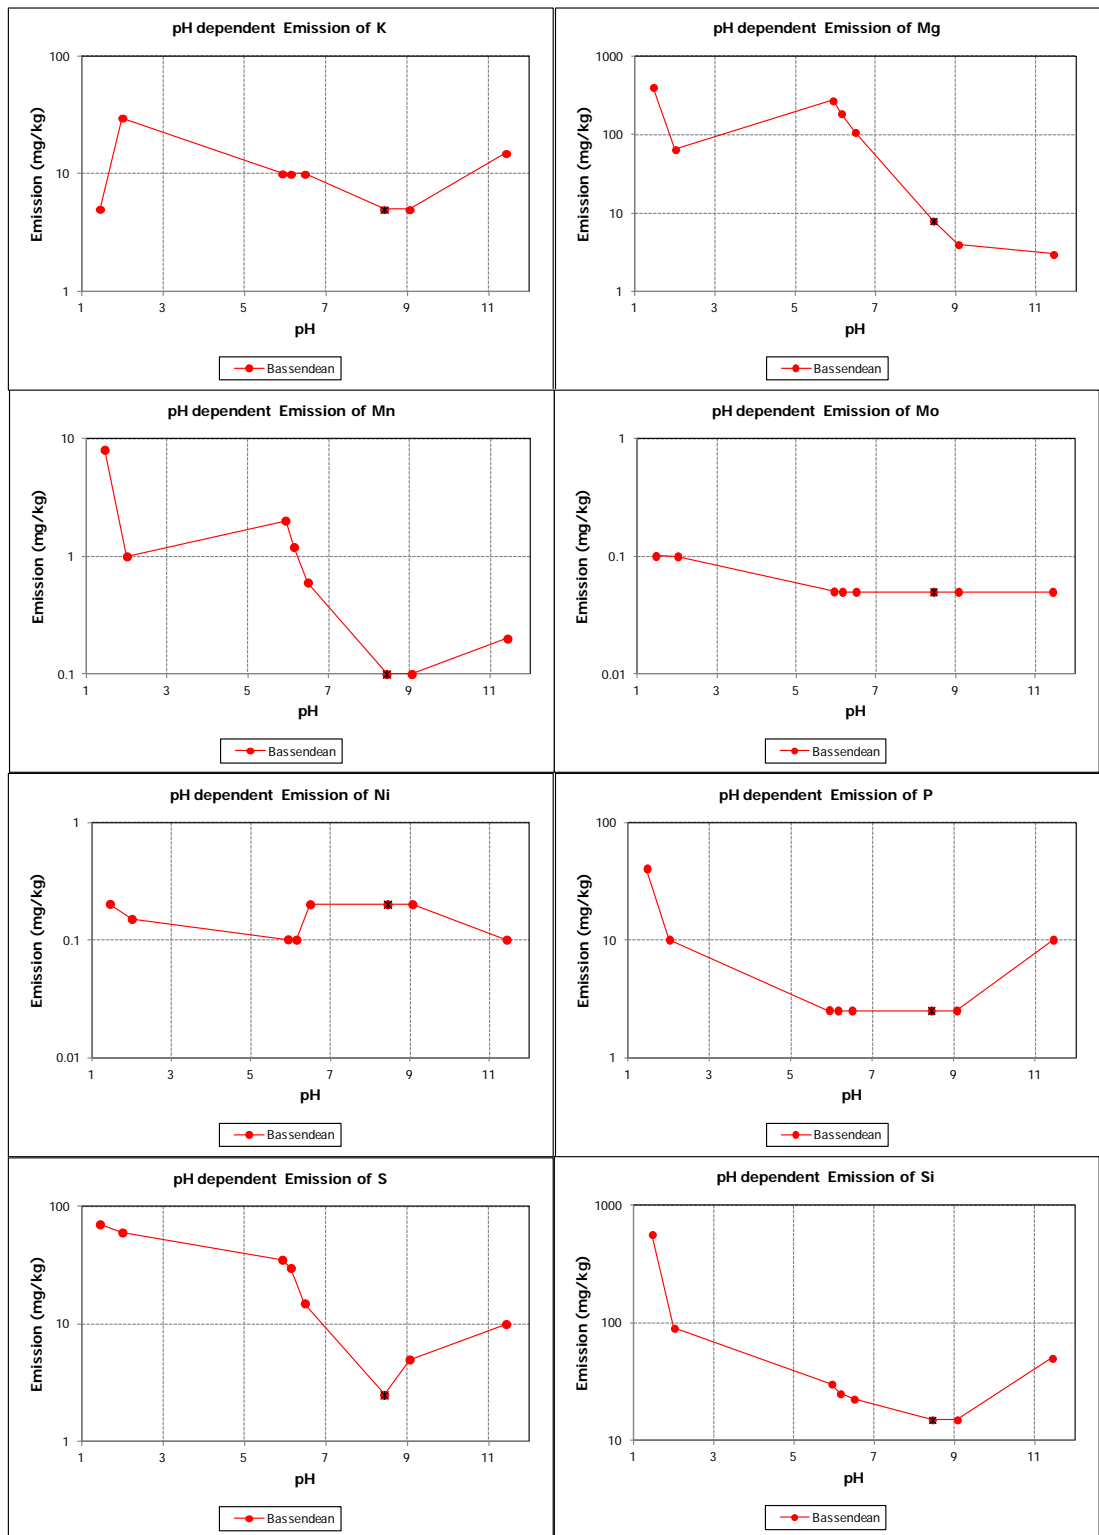 pH dependent Emission of K
Emission (mg/kg)
100
10
1
1 3 5 7 9 11
pH
Bassendean
pH dependent Emission of Mg
Emission (mg/kg)
1000
100
10
1
1 3 5 7 9 11
pH
Bassendean
pH dependent Emission of Mn
Emission (mg/kg)
10
1
0.1
1 3 5 7 9 11
pH
Bassendean
pH dependent Emission of Mo
Emission (mg/kg)
1
0.1
0.01
1 3 5 7 9 11
pH
Bassendean
pH dependent Emission of Ni
Emission (mg/kg)
1
0.1
0.01
1 3 5 7 9 11
pH
Bassendean
pH dependent Emission of P
Emission (mg/kg)
100
10
1
1 3 5 7 9 11
pH
Bassendean
pH dependent Emission of S
Emission (mg/kg)
100
10
1
1 3 5 7 9 11
pH
Bassendean
pH dependent Emission of Si
Emission (mg/kg)
1000
100
10
1 3 5 7 9 11
pH
Bassendean